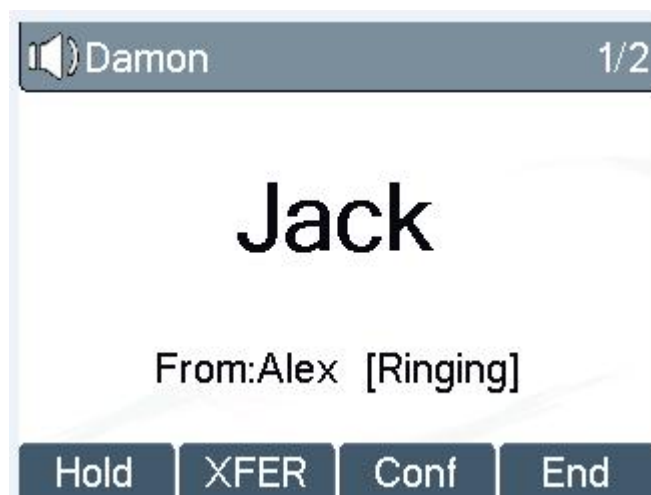 Damon 1/2
Jack
From:Alex [Ringing]
Hold XFER Conf End